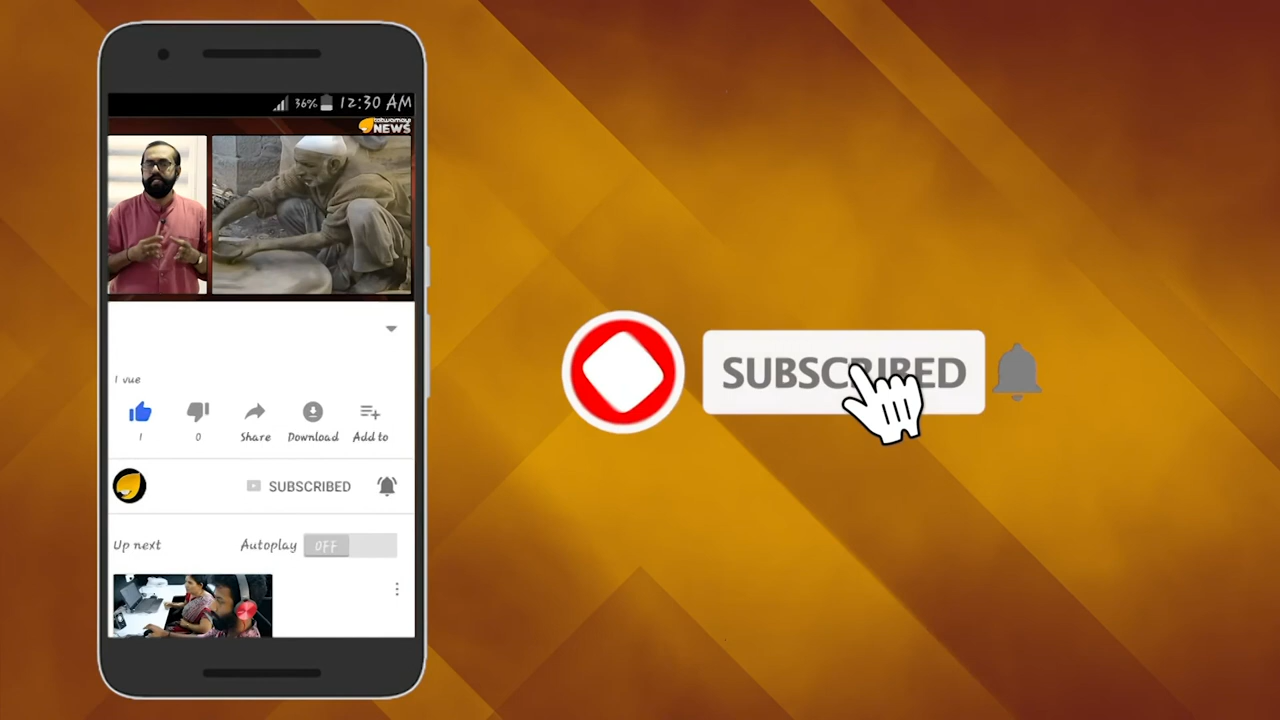 36% 12:30 AM
tatwamayi
NEWS
1 vue
1
0
Share
Download
Add to
SUBSCRIBED
Up next
Autoplay
OFF
SUBSCRIBED